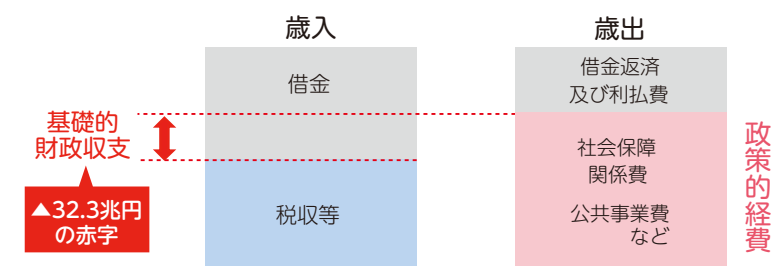 歳入
歳出
借金
借金返済
及び利払費
基礎的
財政収支
▲32.3兆円
の赤字
税収等
社会保障
関係費
公共事業費
など
政策的経費